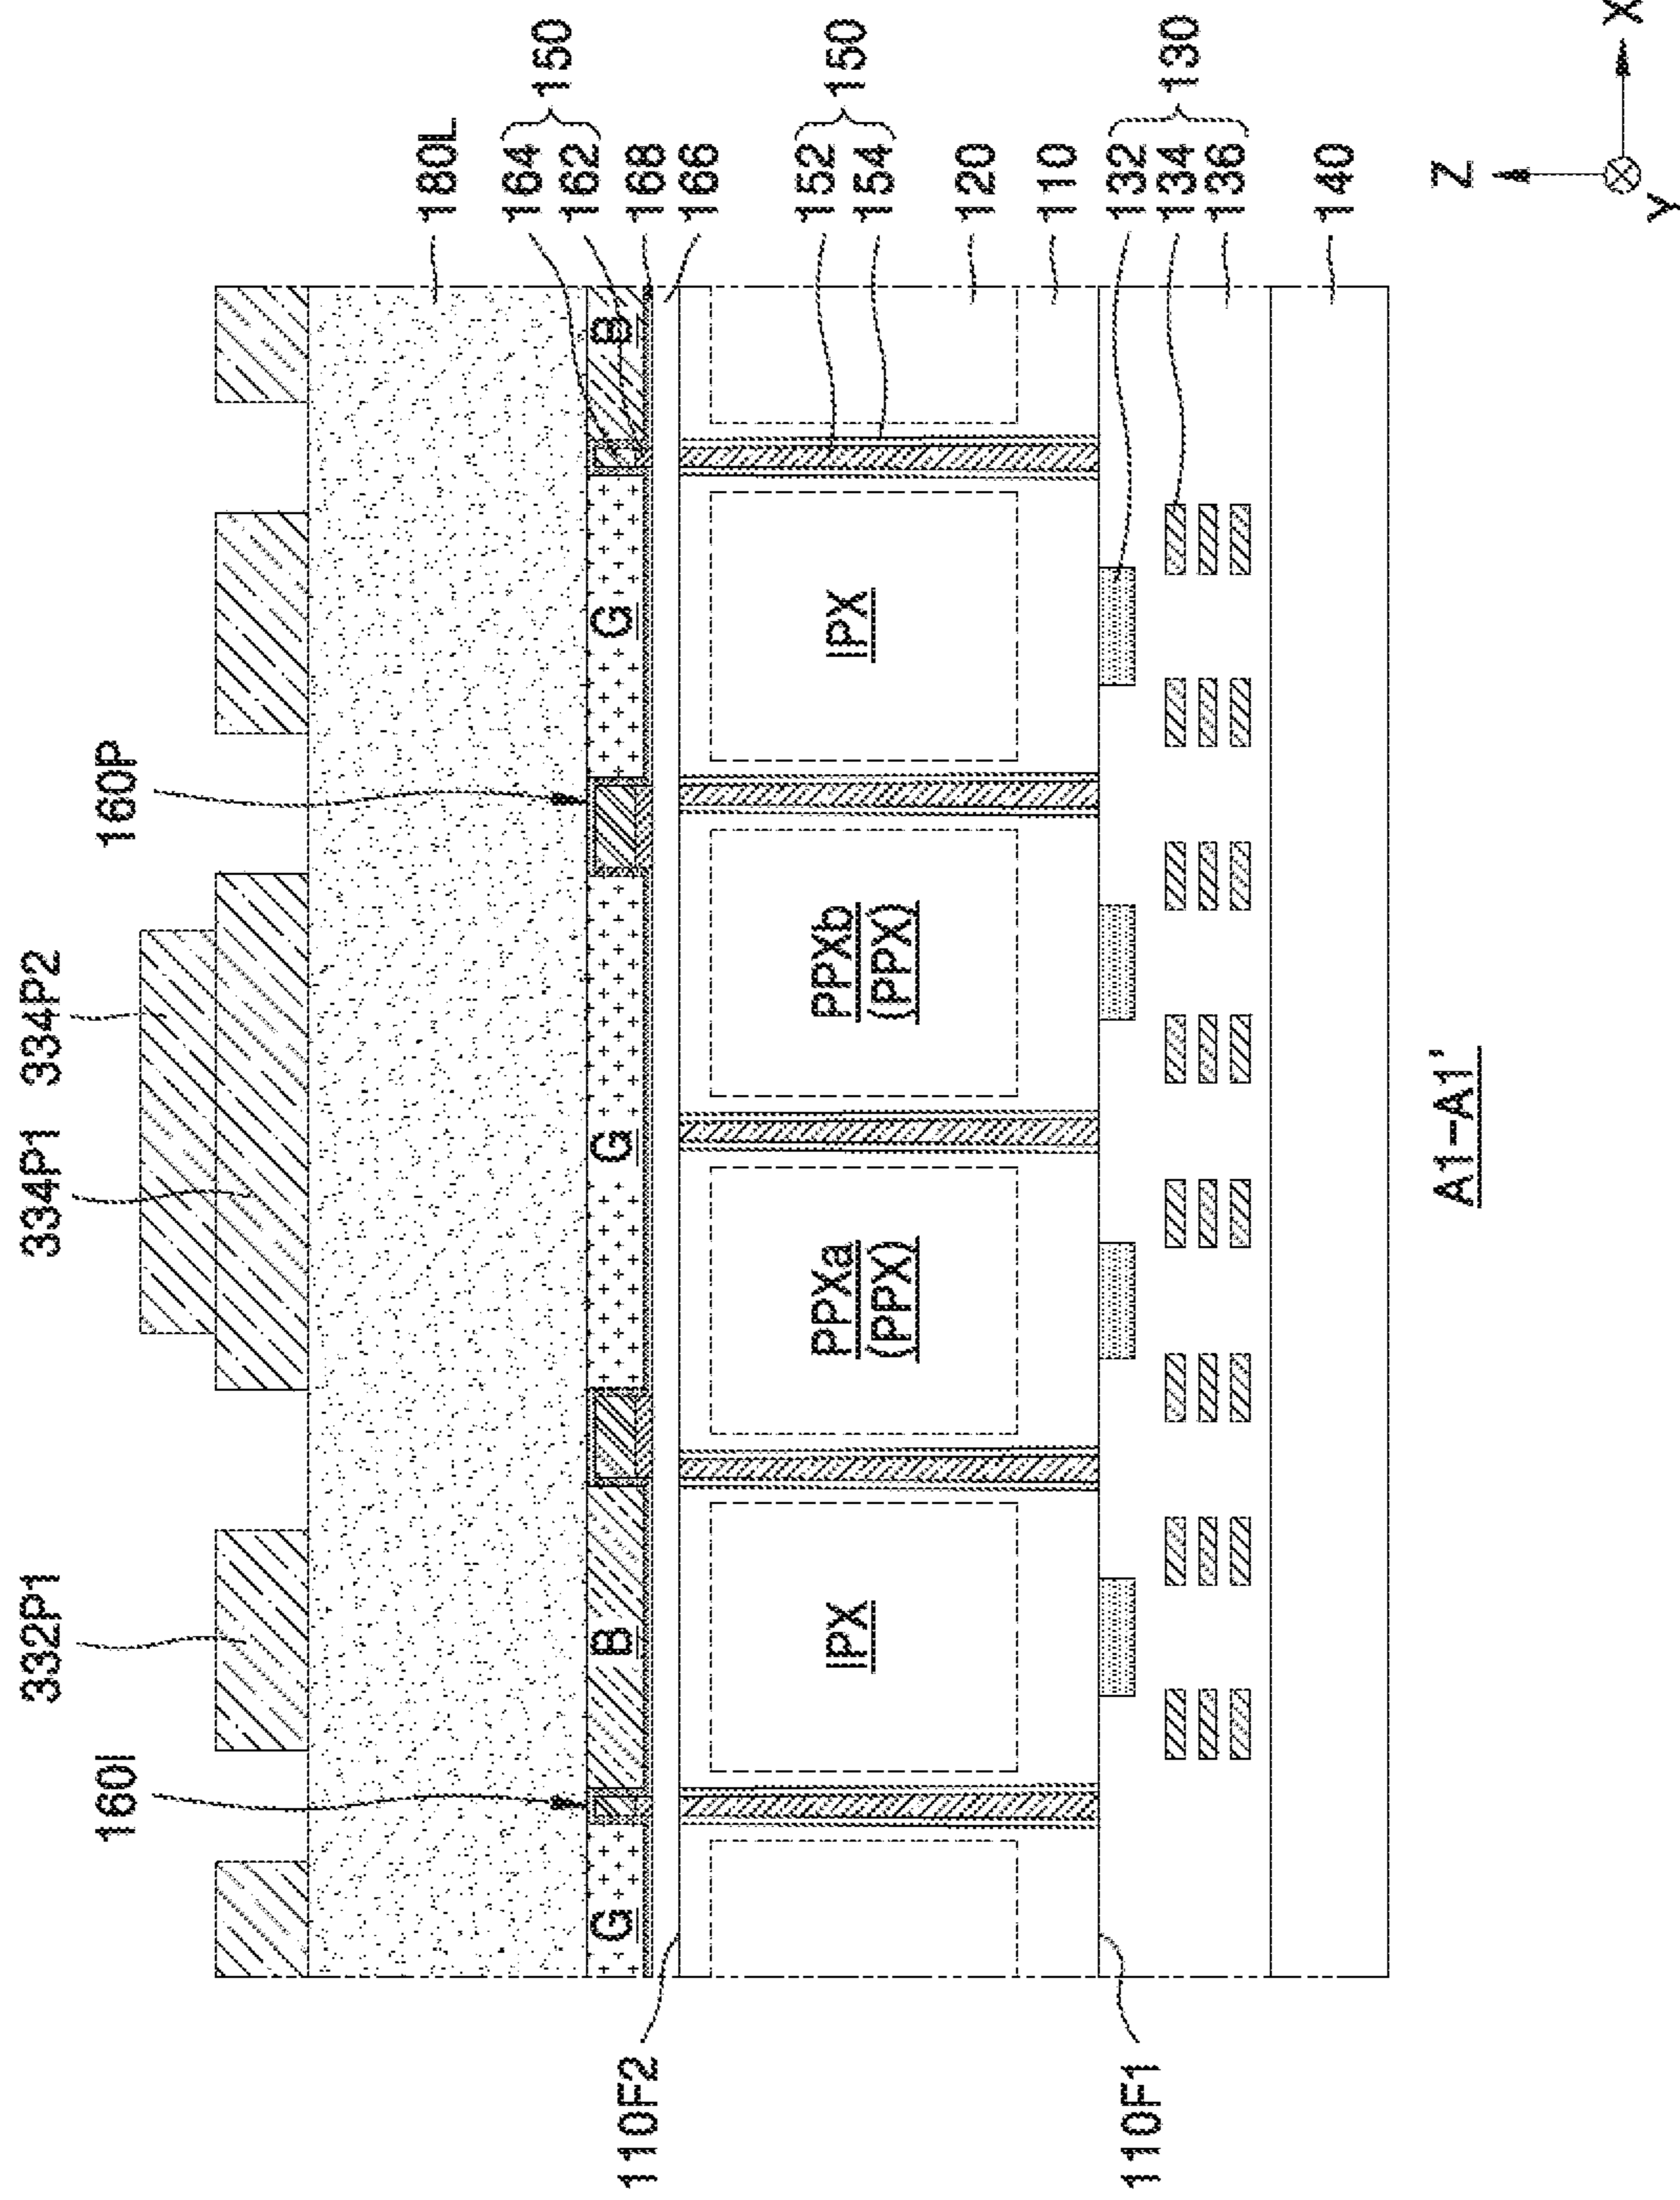 332P1
334P1 334P2
160I
160P
180L
164
162
150
168
166
G B G G B
110F2
152
154
150
IPX
PPXa
(PPX)
PPXb
(PPX)
IPX
120
110
110F1
132
134
136
130
140
A1-A1'
Z
Y
X